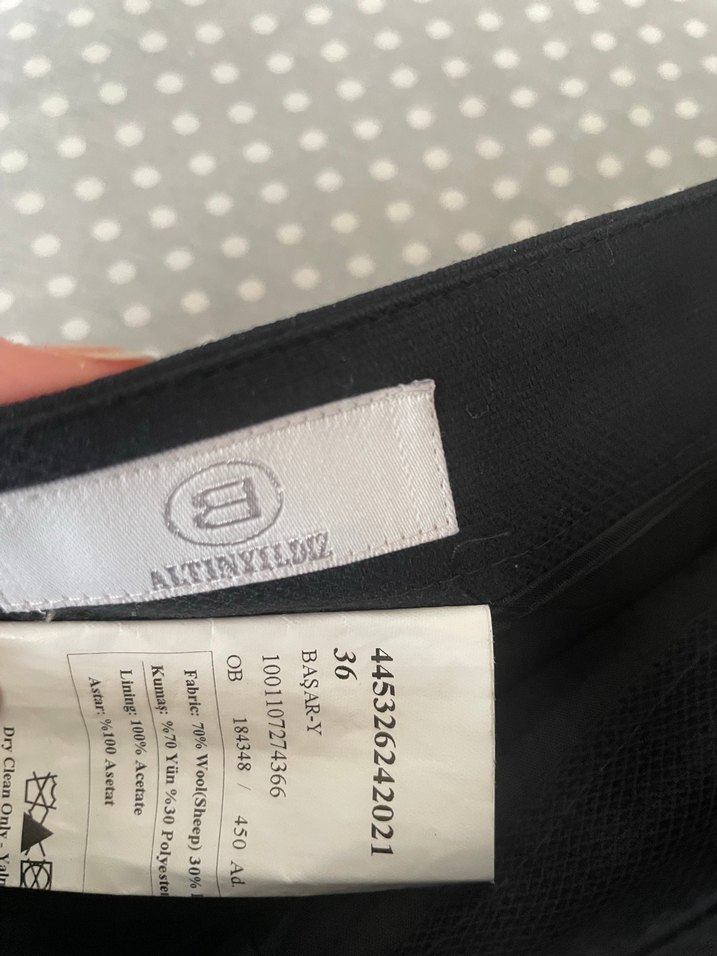 B
ALTINYILDIZ
445326242021
36
BAŞAR-Y
1001107274366
OB 184348 / 450 Ad.
Fabric: 70% Wool(Sheep) 30%
Kumaş: %70 Yün %30 Polyester
Lining: 100% Acetate
Astar: %100 Asetat
Dry Clean Only -